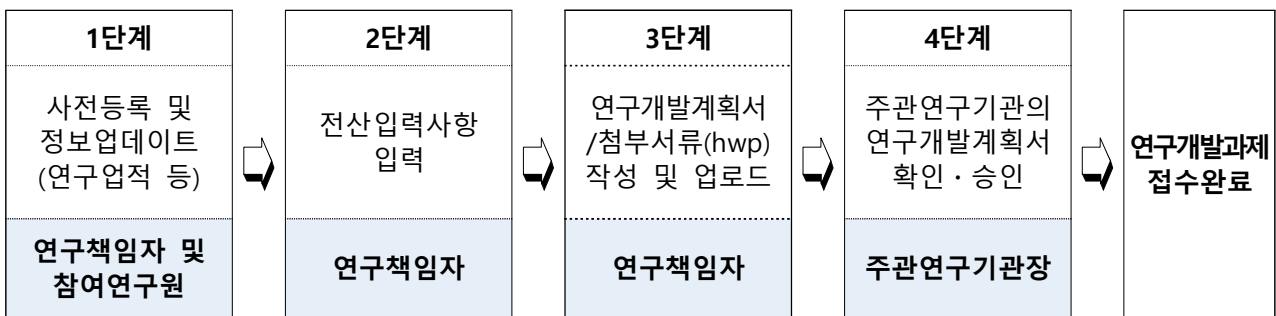 1단계
사전등록 및
정보업데이트
(연구업적 등)
연구책임자 및
참여연구원
2단계
전산입력사항
입력
연구책임자
3단계
연구개발계획서
/첨부서류(hwp)
작성 및 업로드
연구책임자
4단계
주관연구기관의
연구개발계획서
확인・승인
주관연구기관장
연구개발과제
접수완료